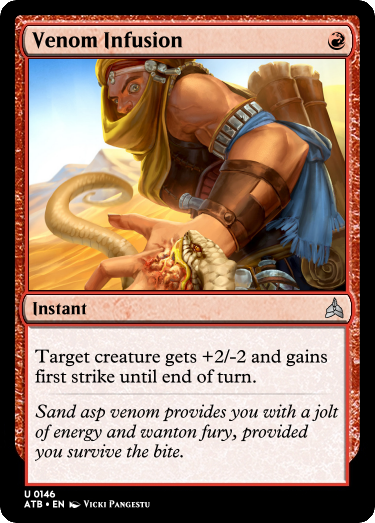 Venom Infusion
Instant
Target creature gets +2/-2 and gains
first strike until end of turn.
Sand asp venom provides you with a jolt
of energy and wanton fury, provided
you survive the bite.
U 0146
ATB • EN Vicki Pangestu